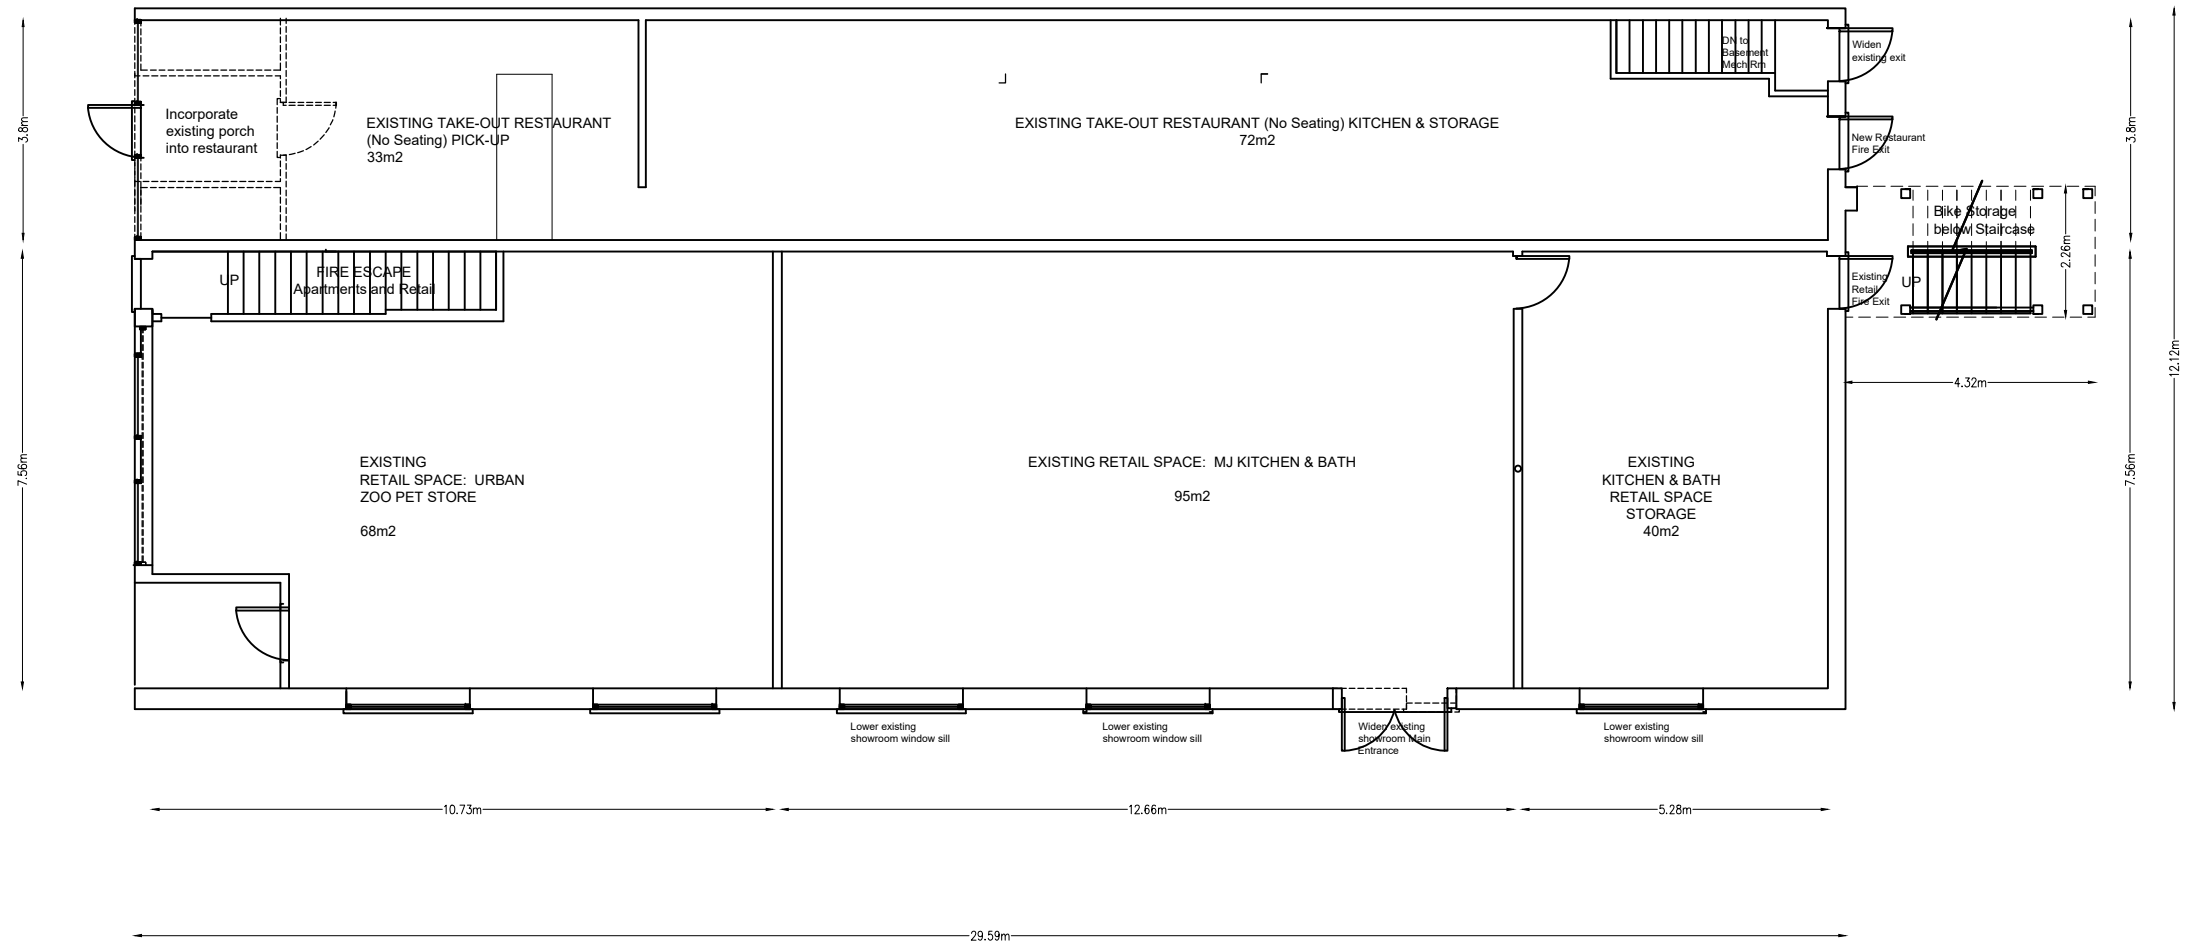 DN to
Basement
Mech Rm
Widen
existing exit
3.8m
Incorporate
existing porch
into restaurant
EXISTING TAKE-OUT RESTAURANT
(No Seating) PICK-UP
33m2
EXISTING TAKE-OUT RESTAURANT (No Seating) KITCHEN & STORAGE
72m2
New Restaurant
Fire Exit
3.8m
Bike Storage
below Staircase
2.26m
UP
FIRE ESCAPE
Apartments and Retail
Existing
Retail
Fire Exit
UP
12.12m
4.32m
7.56m
EXISTING
RETAIL SPACE: URBAN
ZOO PET STORE
68m2
EXISTING RETAIL SPACE: MJ KITCHEN & BATH
95m2
EXISTING
KITCHEN & BATH
RETAIL SPACE
STORAGE
40m2
7.56m
Lower existing
showroom window sill
Lower existing
showroom window sill
Widen existing
showroom Main
Entrance
Lower existing
showroom window sill
10.73m
12.66m
5.28m
29.59m